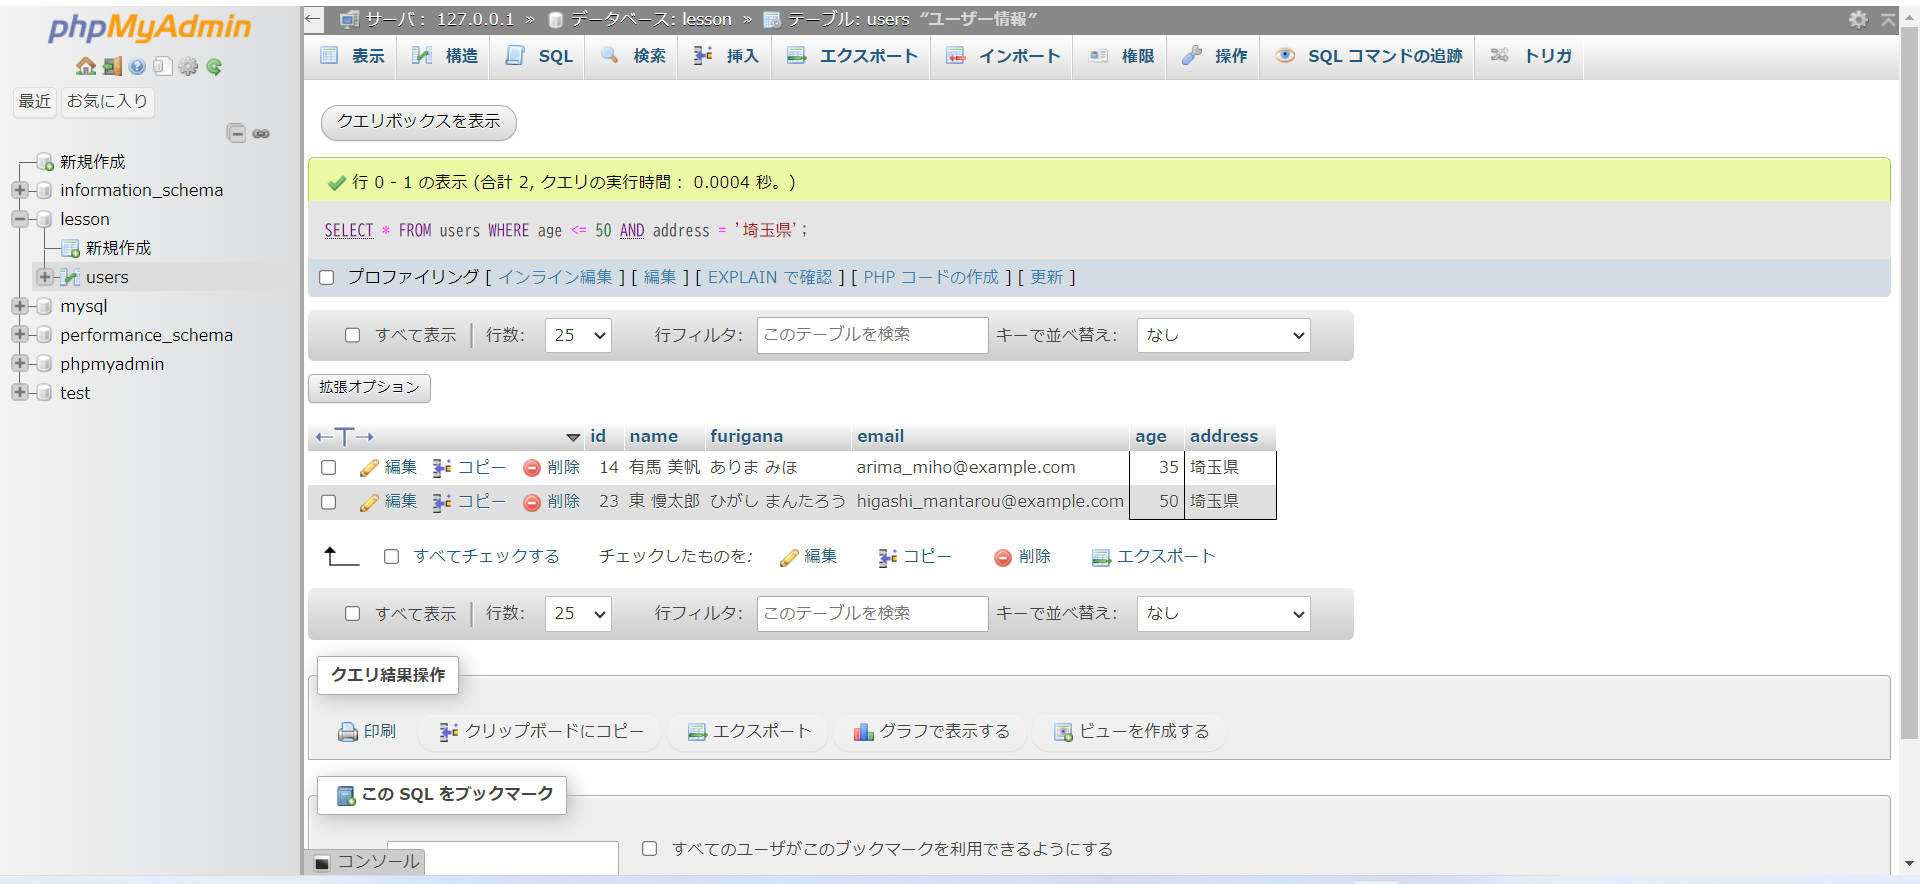 phpMyAdmin
最近 お気に入り
新規作成
information_schema
lesson
新規作成
users
mysql
performance_schema
phpmyadmin
test
← サーバ: 127.0.0.1 » データベース: lesson » テーブル: users “ユーザー情報”
表示 構造 SQL 検索 挿入 エクスポート インポート 権限 操作 SQL コマンドの追跡 トリガ
クエリボックスを表示
行 0 - 1 の表示 (合計 2, クエリの実行時間: 0.0004 秒。)
SELECT * FROM users WHERE age <= 50 AND address = '埼玉県';
プロファイリング [ インライン編集 ] [ 編集 ] [ EXPLAIN で確認 ] [ PHP コードの作成 ] [ 更新 ]
すべて表示 行数: 25 行フィルタ: このテーブルを検索 キーで並べ替え: なし
拡張オプション
←T→ id name furigana email age address
編集 コピー 削除 14 有馬 美帆 ありま みほ arima_miho@example.com 35 埼玉県
編集 コピー 削除 23 東 慢太郎 ひがし まんたろう higashi_mantarou@example.com 50 埼玉県
すべてチェックする チェックしたものを: 編集 コピー 削除 エクスポート
すべて表示 行数: 25 行フィルタ: このテーブルを検索 キーで並べ替え: なし
クエリ結果操作
印刷 クリップボードにコピー エクスポート グラフで表示する ビューを作成する
この SQL をブックマーク
すべてのユーザがこのブックマークを利用できるようにする
コンソール